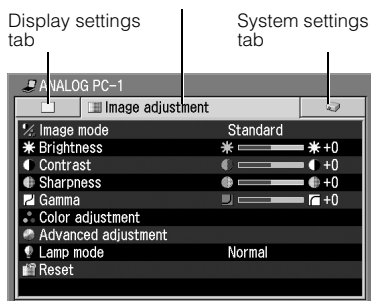 Display settings
tab
System settings
tab
ANALOG PC-1
Image adjustment
Image mode Standard
Brightness +0
Contrast +0
Sharpness +0
Gamma +0
Color adjustment
Advanced adjustment
Lamp mode Normal
Reset